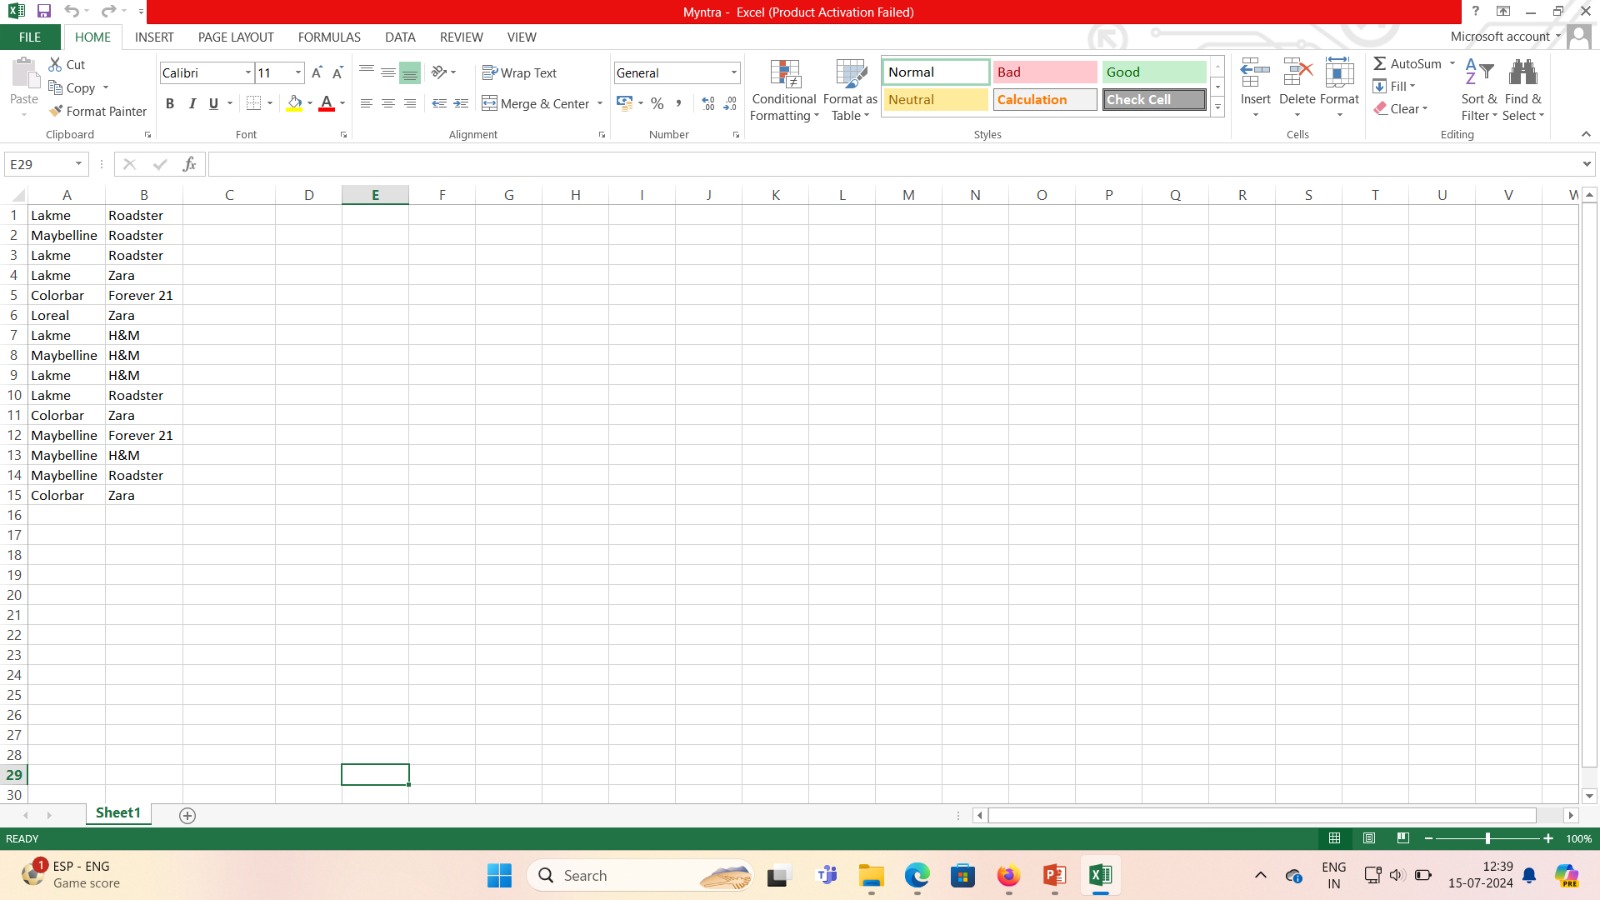 Myntra - Excel (Product Activation Failed)
?
FILE HOME INSERT PAGE LAYOUT FORMULAS DATA REVIEW VIEW Microsoft account
Paste
Cut
Copy
Format Painter
Clipboard
Calibri 11
B I U
Font
Wrap Text
Merge & Center
Alignment
General
% ,
Number
Conditional Formatting
Format as Table
Normal Bad Good
Neutral Calculation Check Cell
Styles
Insert Delete Format
Cells
AutoSum
Fill
Clear
Sort & Filter
Find & Select
Editing
E29 fx
A B C D E F G H I J K L M N O P Q R S T U V W
1 Lakme Roadster
2 Maybelline Roadster
3 Lakme Roadster
4 Lakme Zara
5 Colorbar Forever 21
6 Loreal Zara
7 Lakme H&M
8 Maybelline H&M
9 Lakme H&M
10 Lakme Roadster
11 Colorbar Zara
12 Maybelline Forever 21
13 Maybelline H&M
14 Maybelline Roadster
15 Colorbar Zara
16
17
18
19
20
21
22
23
24
25
26
27
28
29
30
Sheet1
READY 100%
1 ESP - ENG
Game score
Search
ENG
IN
12:39
15-07-2024
PRE